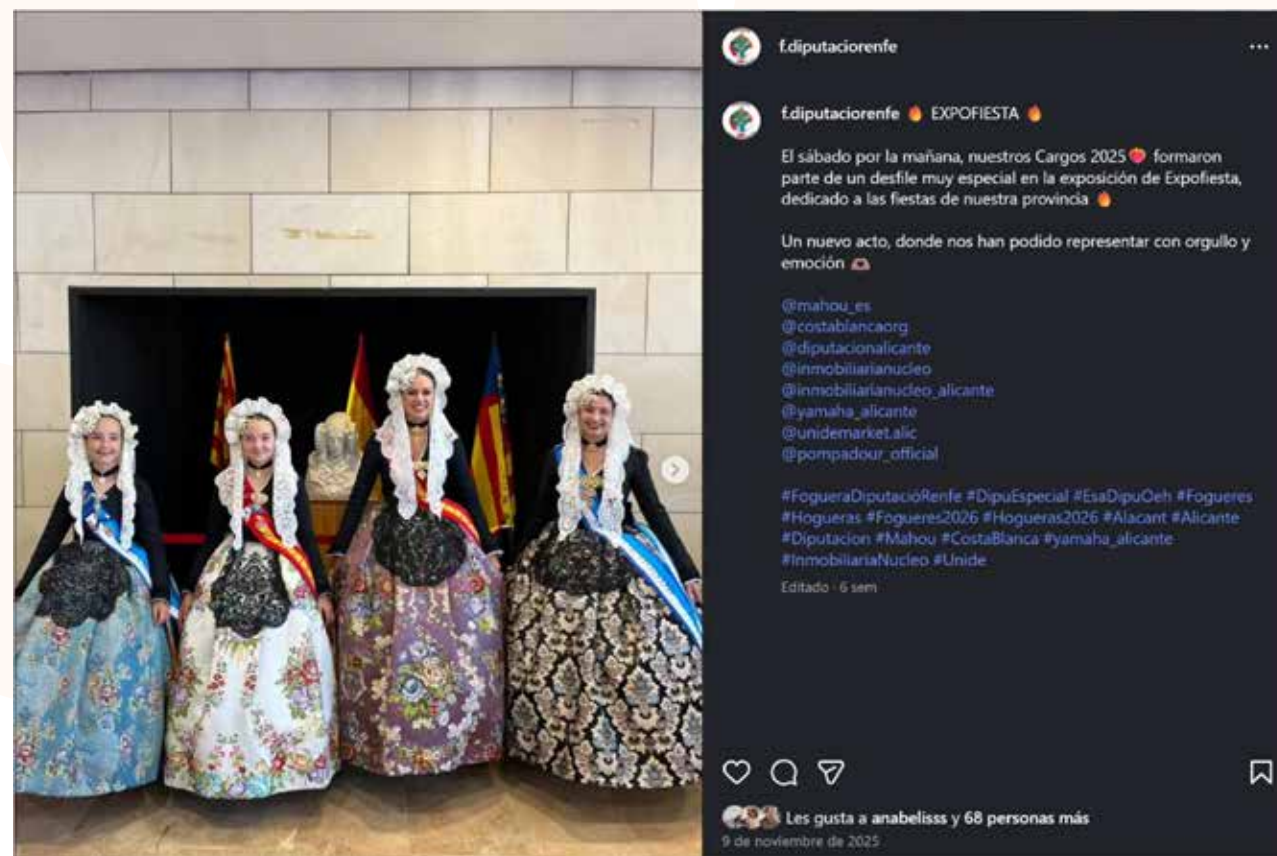 f.diputaciorenfe
f.diputaciorenfe 🔥 EXPOFIESTA 🔥
El sábado por la mañana, nuestros Cargos 2025❤️‍🔥 formaron
parte de un desfile muy especial en la exposición de Expofiesta,
dedicado a las fiestas de nuestra provincia 🔥
Un nuevo acto, donde nos han podido representar con orgullo y
emoción 🫶🏽
@mahou_es
@costablancaorg
@diputacionalicante
@inmobiliarianucleo
@inmobiliarianucleo_alicante
@yamaha_alicante
@unidemarket.alic
@pompadour_official
#FogueraDiputacióRenfe #DipuEspecial #EsaDipuOeh #Fogueres
#Hogueras #Fogueres2026 #Hogueras2026 #Alacant #Alicante
#Diputacion #Mahou #CostaBlanca #yamaha_alicante
#InmobiliariaNucleo #Unide
Editado · 6 sem
Les gusta a anabelisss y 68 personas más
9 de noviembre de 2025